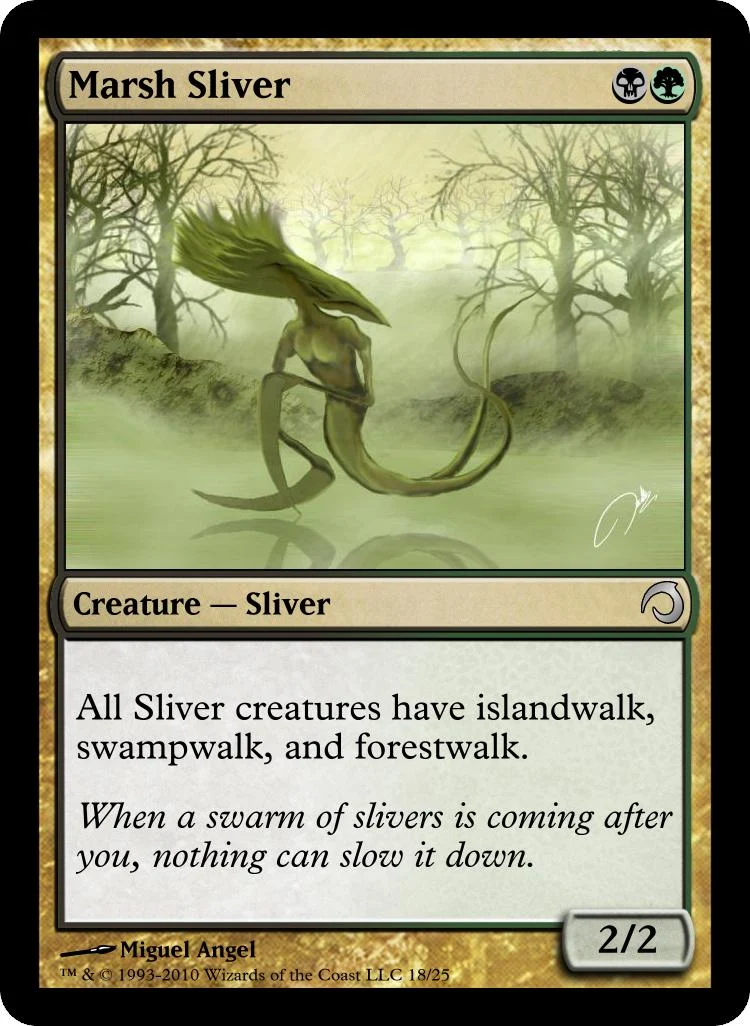 Marsh Sliver
Creature — Sliver
All Sliver creatures have islandwalk,
swampwalk, and forestwalk.
When a swarm of slivers is coming after
you, nothing can slow it down.
2/2
Miguel Angel
™ & © 1993-2010 Wizards of the Coast LLC 18/25